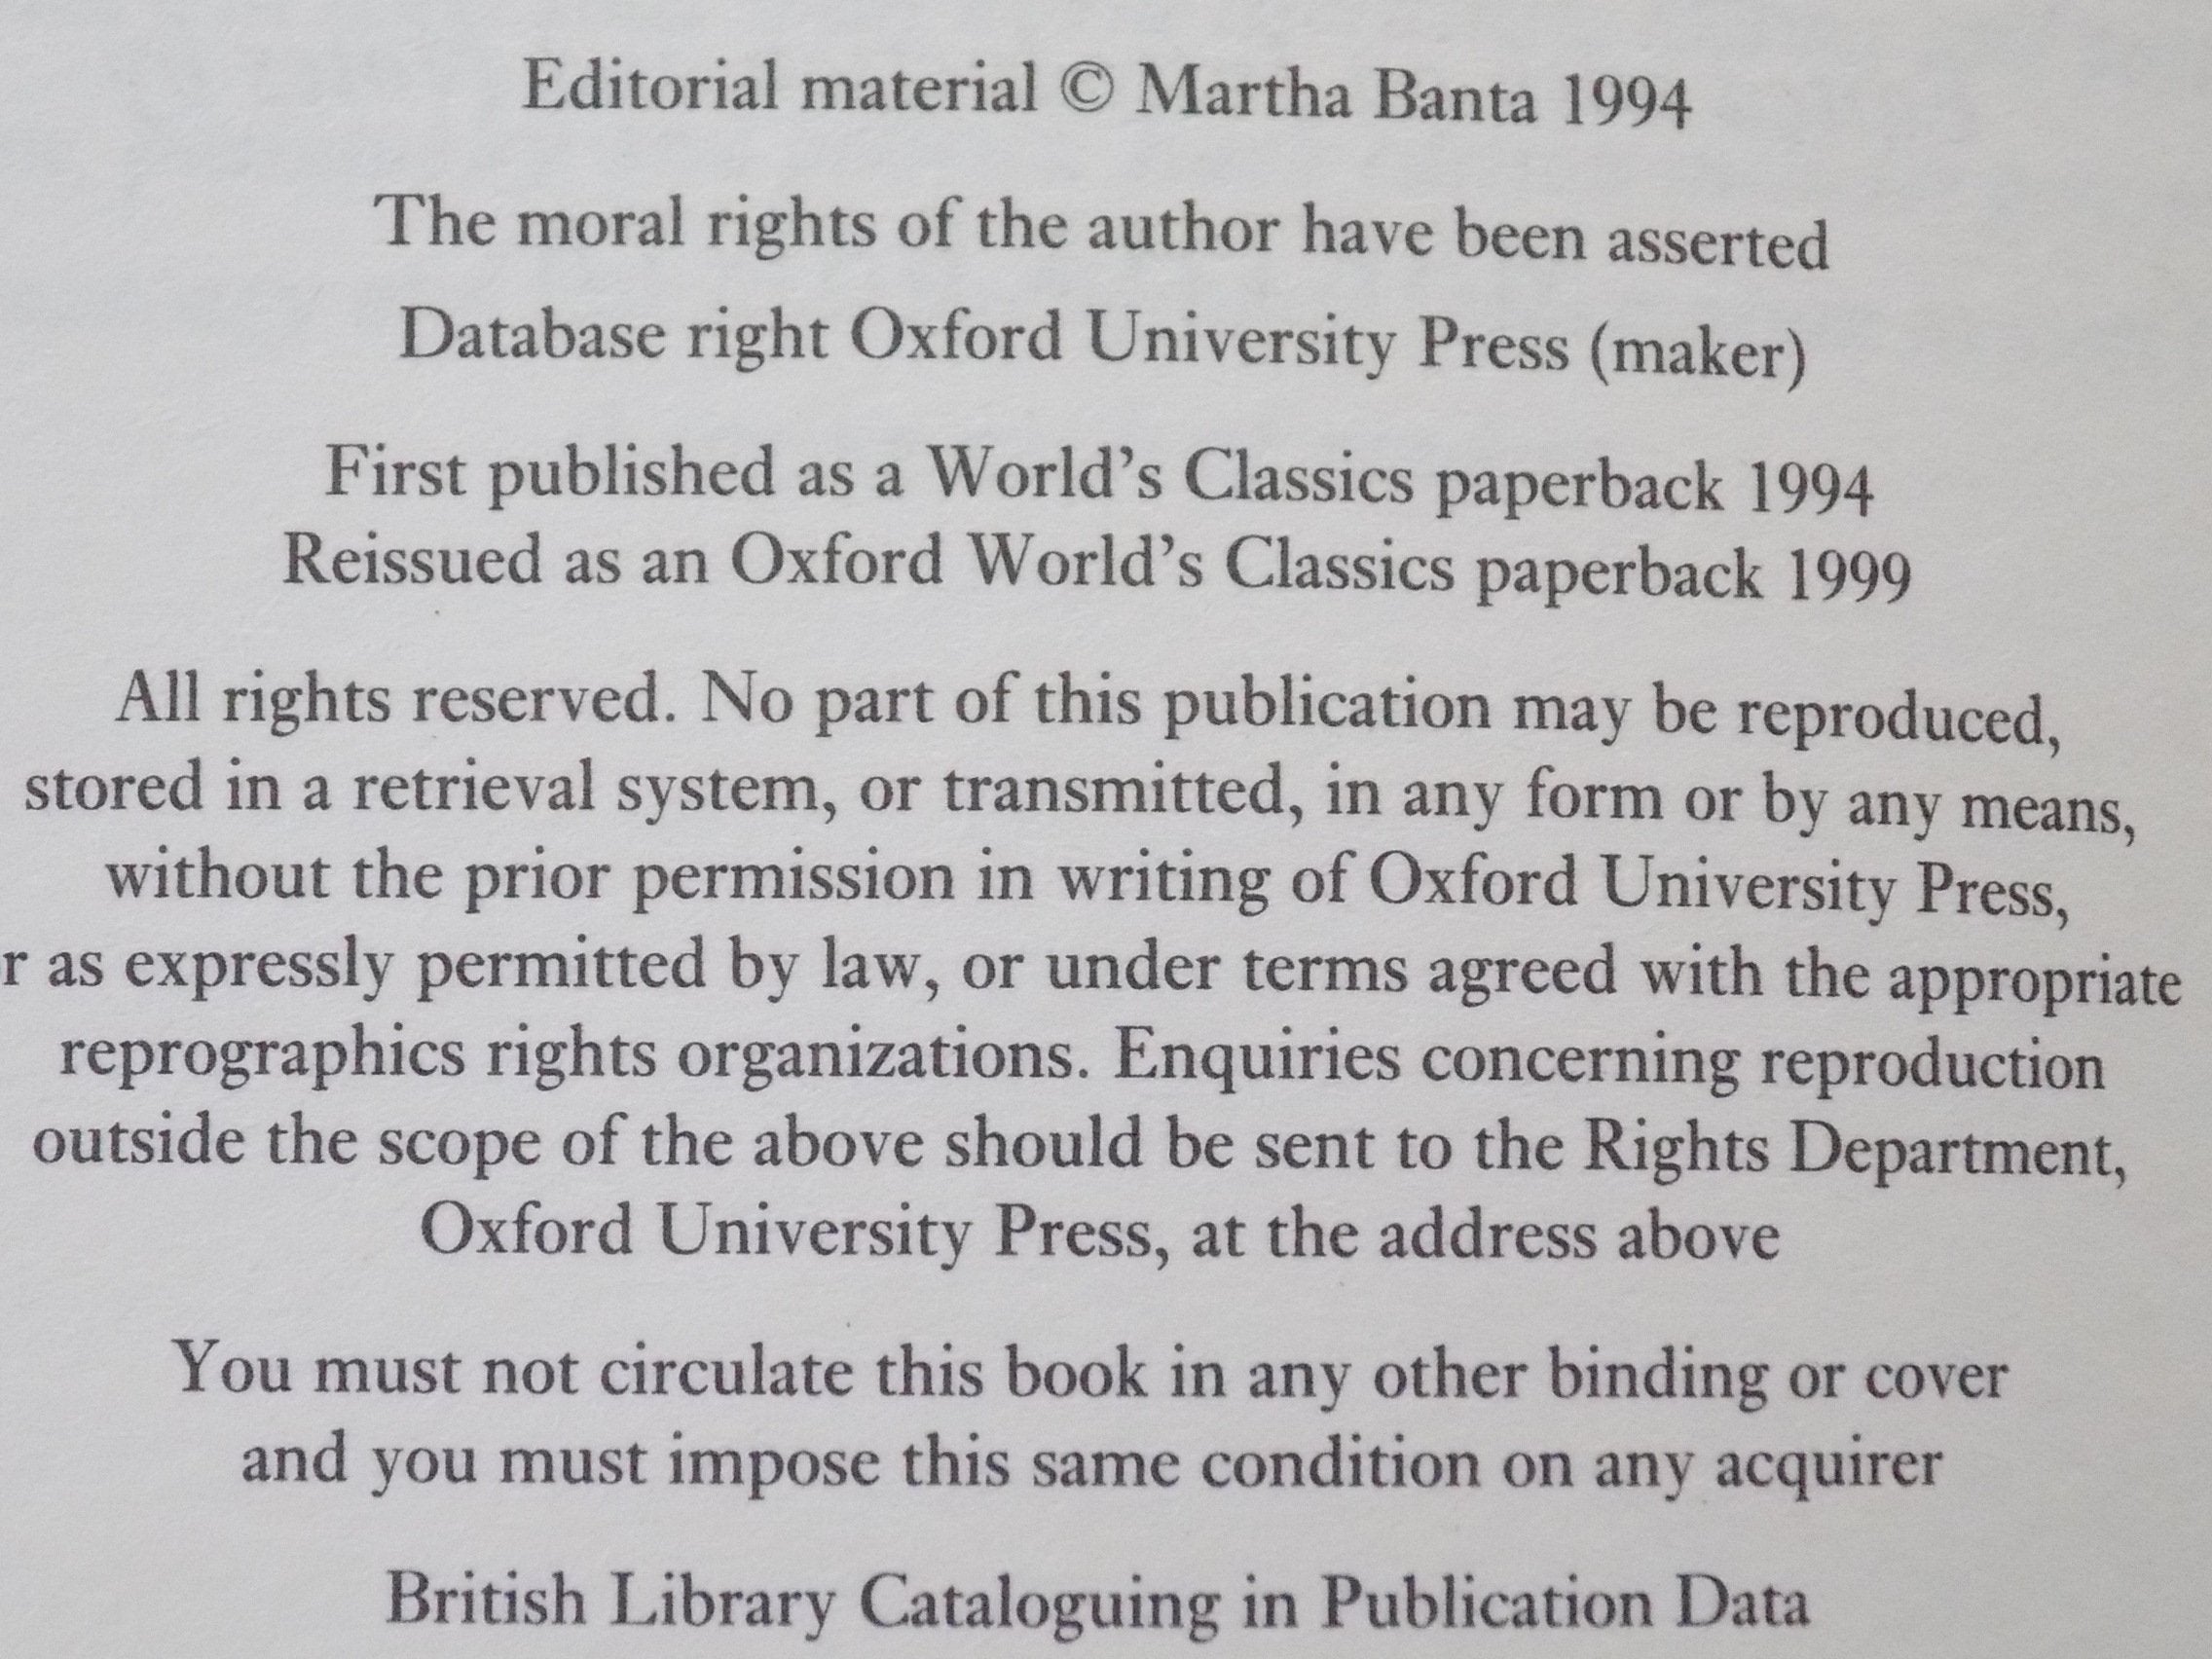 Editorial material © Martha Banta 1994
The moral rights of the author have been asserted
Database right Oxford University Press (maker)
First published as a World's Classics paperback 1994
Reissued as an Oxford World's Classics paperback 1999
All rights reserved. No part of this publication may be reproduced,
stored in a retrieval system, or transmitted, in any form or by any means,
without the prior permission in writing of Oxford University Press,
r as expressly permitted by law, or under terms agreed with the appropriate
reprographics rights organizations. Enquiries concerning reproduction
outside the scope of the above should be sent to the Rights Department,
Oxford University Press, at the address above
You must not circulate this book in any other binding or cover
and you must impose this same condition on any acquirer
British Library Cataloguing in Publication Data